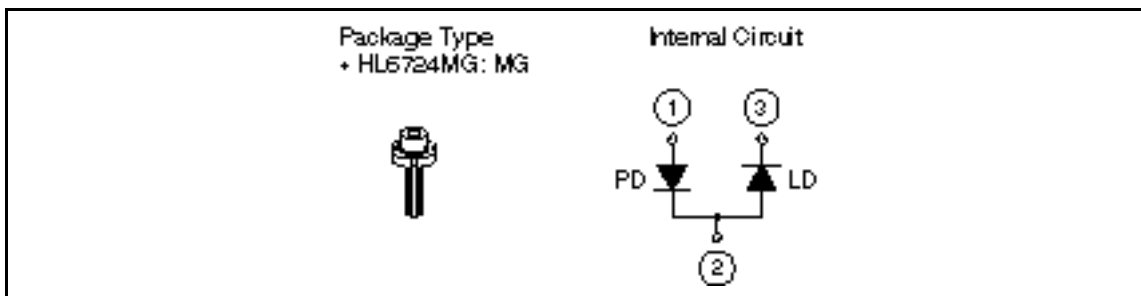 Package Type
• HL6724MG: MG
Internal Circuit
1
3
PD
LD
2